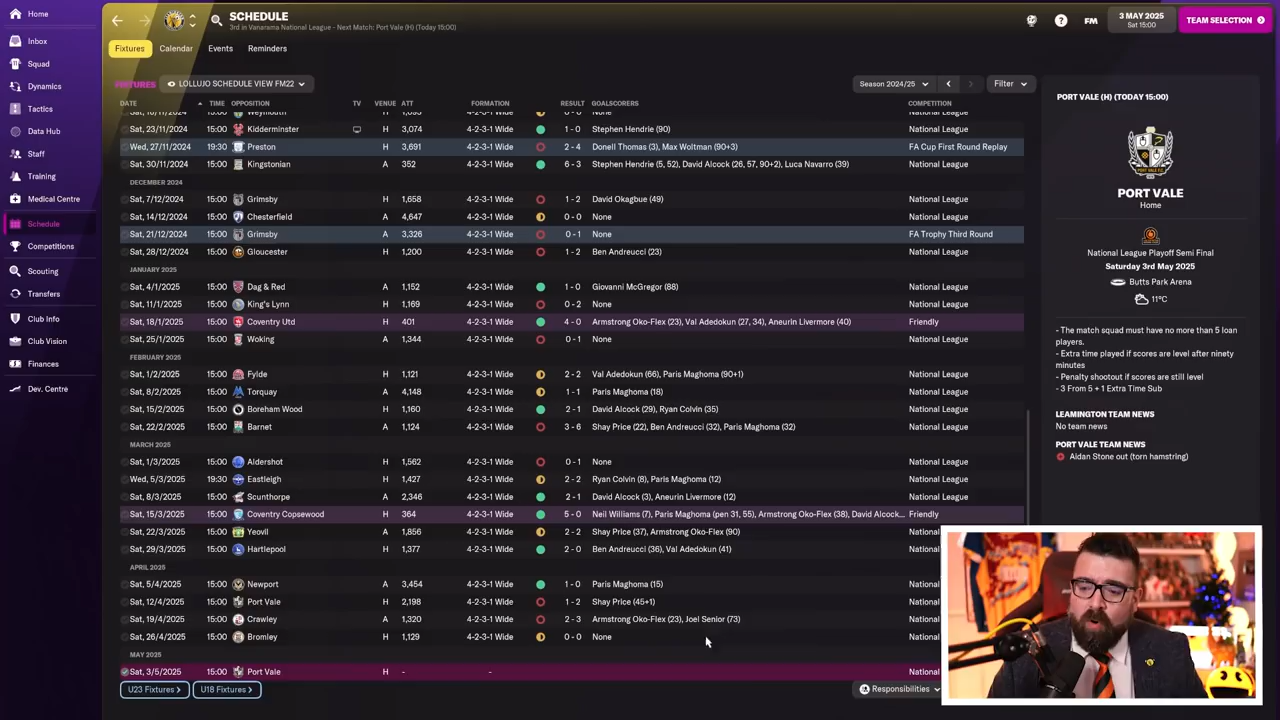 Home
SCHEDULE
3rd in Vanarama National League - Next Match: Port Vale (H) (Today 15:00)
FM
3 MAY 2025
Sat 15:00
TEAM SELECTION
Inbox
Squad
Dynamics
Tactics
Data Hub
Staff
Training
Medical Centre
Schedule
Competitions
Scouting
Transfers
Club Info
Club Vision
Finances
Dev. Centre
Fixtures Calendar Events Reminders
FIXTURES LOLLUJO SCHEDULE VIEW FM22 Season 2024/25 Filter
DATE TIME OPPOSITION TV VENUE ATT FORMATION RESULT GOALSCORERS COMPETITION
Sat, 16/11/2024 15:00 Weymouth
Sat, 23/11/2024 15:00 Kidderminster H 3,074 4-2-3-1 Wide 1 - 0 Stephen Hendrie (90) National League
Wed, 27/11/2024 19:30 Preston H 3,691 4-2-3-1 Wide 2 - 4 Donell Thomas (3), Max Woltman (90+3) FA Cup First Round Replay
Sat, 30/11/2024 15:00 Kingstonian A 352 4-2-3-1 Wide 6 - 3 Stephen Hendrie (5, 52), David Alcock (26, 57, 90+2), Luca Navarro (39) National League
DECEMBER 2024
Sat, 7/12/2024 15:00 Grimsby H 1,658 4-2-3-1 Wide 1 - 2 David Okagbue (49) National League
Sat, 14/12/2024 15:00 Chesterfield A 4,647 4-2-3-1 Wide 0 - 0 None National League
Sat, 21/12/2024 15:00 Grimsby A 3,326 4-2-3-1 Wide 0 - 1 None FA Trophy Third Round
Sat, 28/12/2024 15:00 Gloucester H 1,200 4-2-3-1 Wide 1 - 2 Ben Andreucci (23) National League
JANUARY 2025
Sat, 4/1/2025 15:00 Dag & Red A 1,152 4-2-3-1 Wide 1 - 0 Giovanni McGregor (88) National League
Sat, 11/1/2025 15:00 King's Lynn H 1,169 4-2-3-1 Wide 0 - 2 None National League
Sat, 18/1/2025 15:00 Coventry Utd H 401 4-2-3-1 Wide 4 - 0 Armstrong Oko-Flex (23), Val Adedokun (27, 34), Aneurin Livermore (40) Friendly
Sat, 25/1/2025 15:00 Woking A 1,344 4-2-3-1 Wide 0 - 1 None National League
FEBRUARY 2025
Sat, 1/2/2025 15:00 Fylde H 1,121 4-2-3-1 Wide 2 - 2 Val Adedokun (66), Paris Maghoma (90+1) National League
Sat, 8/2/2025 15:00 Torquay A 4,148 4-2-3-1 Wide 1 - 1 Paris Maghoma (18) National League
Sat, 15/2/2025 15:00 Boreham Wood H 1,160 4-2-3-1 Wide 2 - 1 David Alcock (29), Ryan Colvin (35) National League
Sat, 22/2/2025 15:00 Barnet A 1,124 4-2-3-1 Wide 3 - 6 Shay Price (22), Ben Andreucci (32), Paris Maghoma (32) National League
MARCH 2025
Sat, 1/3/2025 15:00 Aldershot A 1,562 4-2-3-1 Wide 0 - 1 None National League
Wed, 5/3/2025 19:30 Eastleigh H 1,427 4-2-3-1 Wide 2 - 2 Ryan Colvin (8), Paris Maghoma (12) National League
Sat, 8/3/2025 15:00 Scunthorpe A 2,346 4-2-3-1 Wide 2 - 1 David Alcock (3), Aneurin Livermore (12) National League
Sat, 15/3/2025 15:00 Coventry Copsewood H 364 4-2-3-1 Wide 5 - 0 Neil Williams (7), Paris Maghoma (pen 31, 55), Armstrong Oko-Flex (38), David Alcock... Friendly
Sat, 22/3/2025 15:00 Yeovil A 1,856 4-2-3-1 Wide 2 - 2 Shay Price (37), Armstrong Oko-Flex (90) National
Sat, 29/3/2025 15:00 Hartlepool H 1,377 4-2-3-1 Wide 2 - 0 Ben Andreucci (36), Val Adedokun (41) National
APRIL 2025
Sat, 5/4/2025 15:00 Newport A 3,454 4-2-3-1 Wide 1 - 0 Paris Maghoma (15) National
Sat, 12/4/2025 15:00 Port Vale H 2,198 4-2-3-1 Wide 1 - 2 Shay Price (45+1) National
Sat, 19/4/2025 15:00 Crawley A 1,320 4-2-3-1 Wide 2 - 3 Armstrong Oko-Flex (23), Joel Senior (73) National
Sat, 26/4/2025 15:00 Bromley H 1,129 4-2-3-1 Wide 0 - 0 None National
MAY 2025
Sat, 3/5/2025 15:00 Port Vale H - - National
U23 Fixtures > U18 Fixtures > Responsibilities
PORT VALE (H) (TODAY 15:00)
PORT VALE
Home
National League Playoff Semi Final
Saturday 3rd May 2025
Butts Park Arena
11°C
- The match squad must have no more than 5 loan
players.
- Extra time played if scores are level after ninety
minutes
- Penalty shootout if scores are still level
- 3 From 5 + 1 Extra Time Sub
LEAMINGTON TEAM NEWS
No team news
PORT VALE TEAM NEWS
Aidan Stone out (torn hamstring)